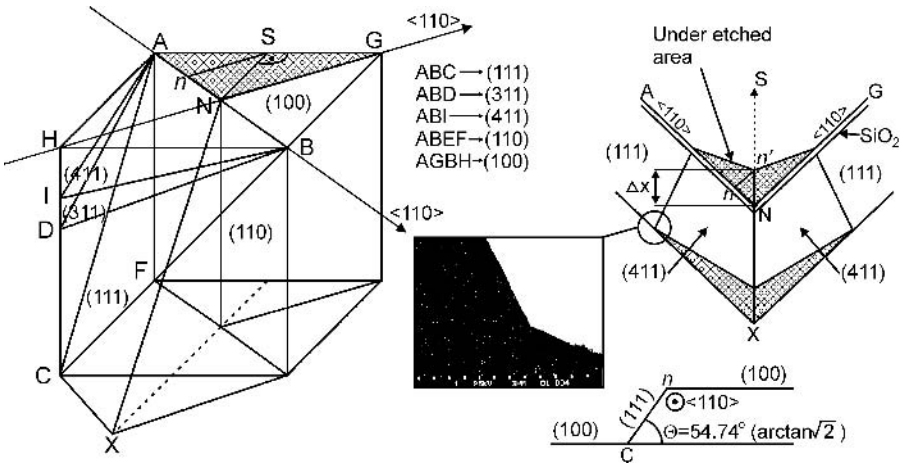 <110>
A
S
G
n
N
(100)
ABC→(111)
ABD→(311)
ABI→(411)
ABEF→(110)
AGBH→(100)
H
B
(411)
I
(311)
D
<110>
(110)
F
(111)
C
X
Under etched
area
S
A
G
<110>
<110>
SiO₂
(111)
n'
(111)
Δx
n
N
(411)
(411)
X
n
(100)
(111)
<110>
(100)
Θ=54.74° (arctan√2 )
C